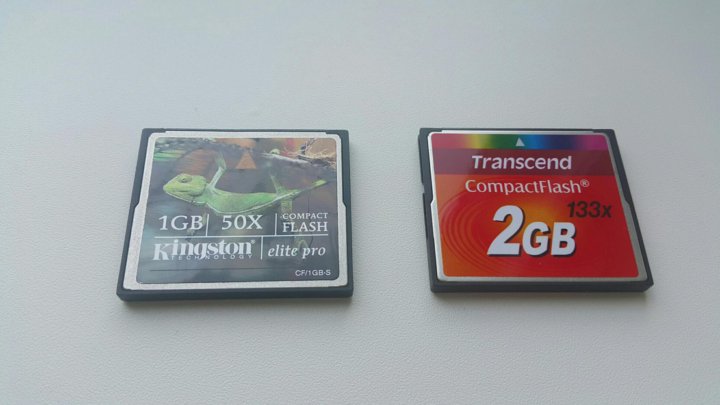 1GB 50X COMPACT FLASH
Kingston TECHNOLOGY elite pro
CF/1GB-S
Transcend
CompactFlash®
133x
2GB